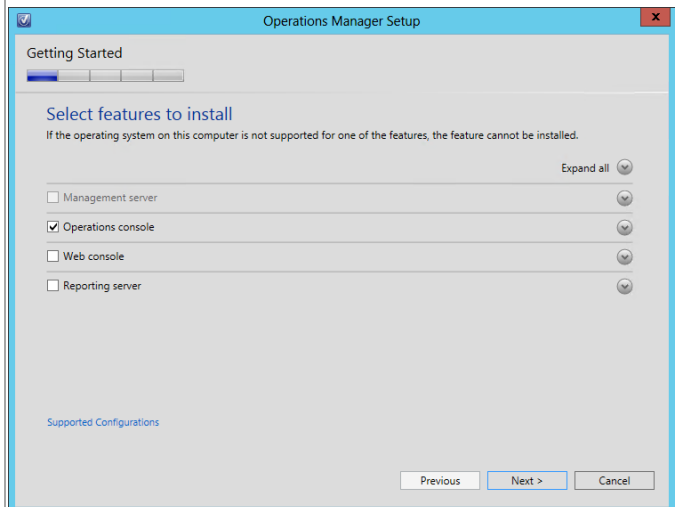 Operations Manager Setup
x
Getting Started
Select features to install
If the operating system on this computer is not supported for one of the features, the feature cannot be installed.
Expand all
Management server
Operations console
Web console
Reporting server
Supported Configurations
Previous
Next >
Cancel